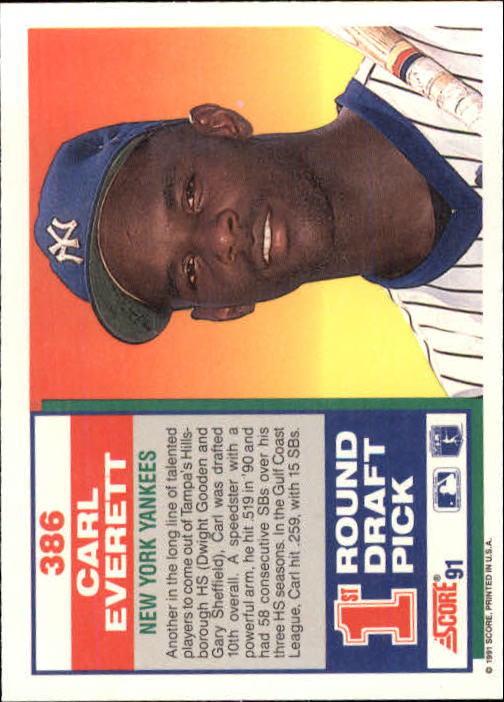 386
CARL
EVERETT
NEW YORK YANKEES
Another in the long line of talented
players to come out of Tampa's Hills-
borough HS (Dwight Gooden and
Gary Sheffield), Carl was drafted
10th overall. A speedster with a
powerful arm, he hit .519 in '90 and
had 58 consecutive SBs over his
three HS seasons. In the Gulf Coast
League, Carl hit .259, with 15 SBs.
1ST
ROUND
DRAFT
PICK
SCORE®
91
© 1991 SCORE, PRINTED IN U.S.A.
NY